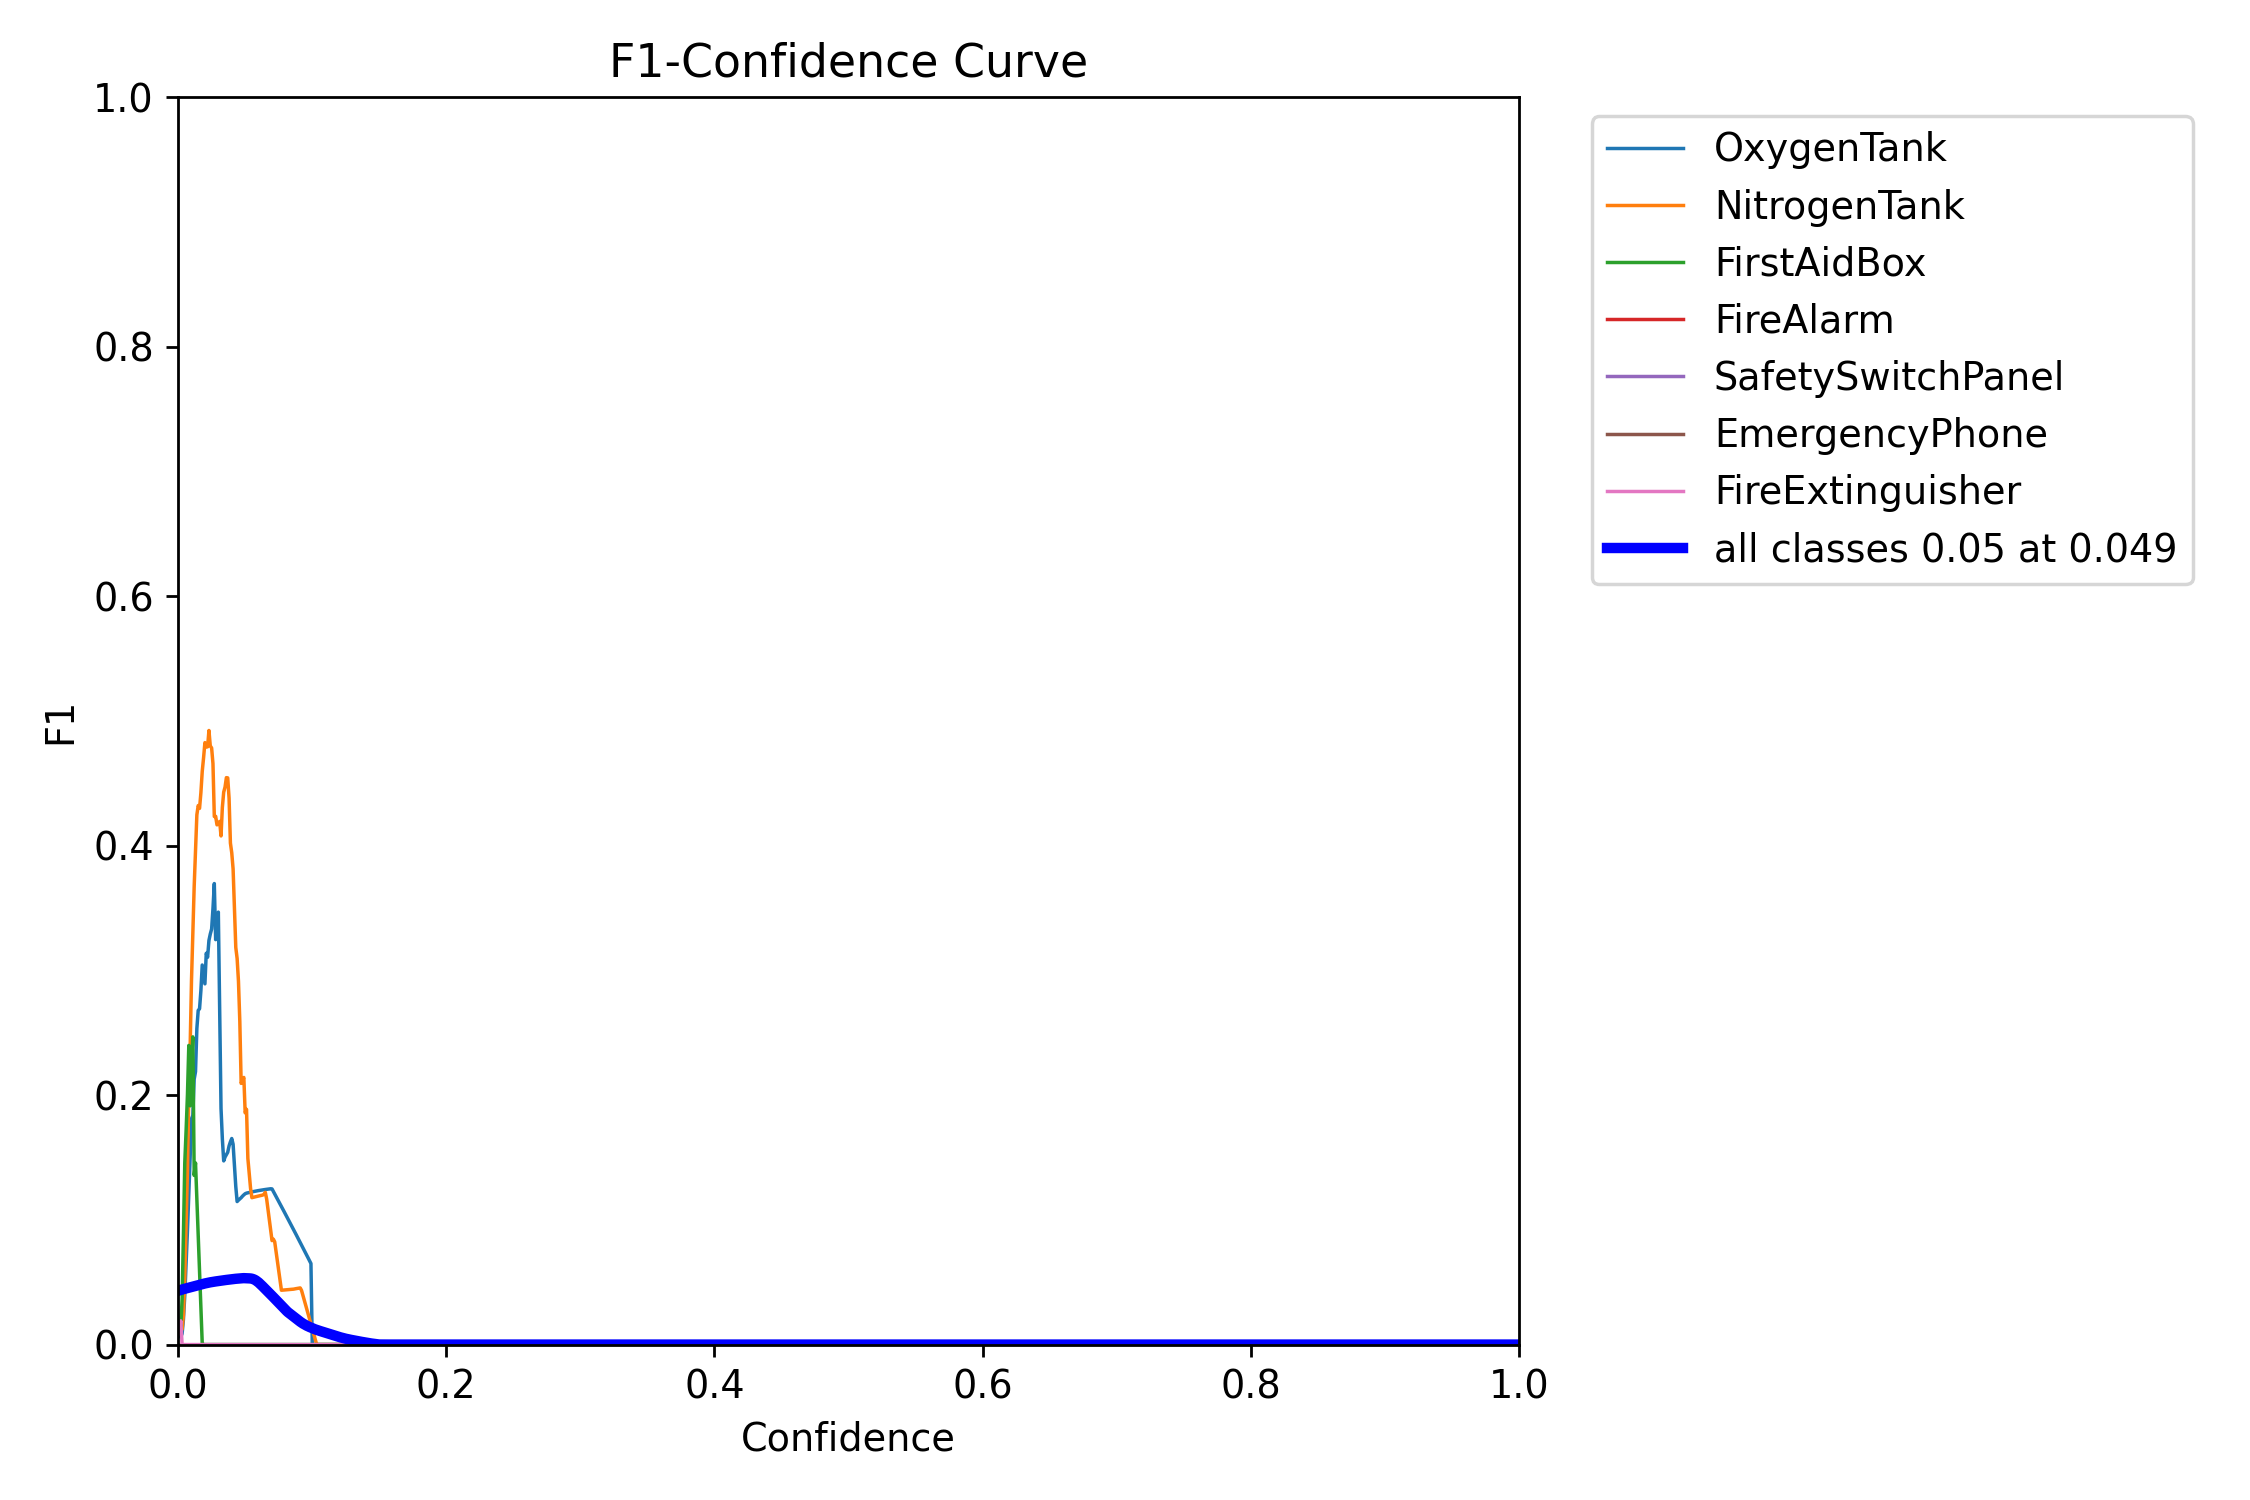 F1-Confidence Curve
1.0
0.8
0.6
0.4
0.2
0.0
F1
0.0 0.2 0.4 0.6 0.8 1.0
Confidence
OxygenTank
NitrogenTank
FirstAidBox
FireAlarm
SafetySwitchPanel
EmergencyPhone
FireExtinguisher
all classes 0.05 at 0.049